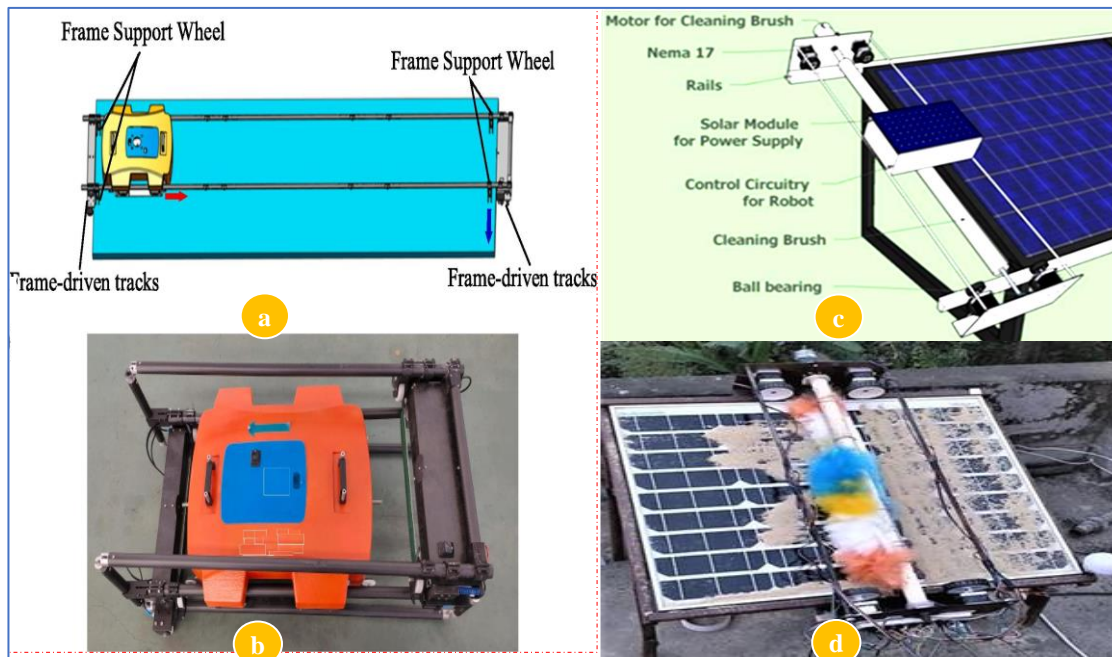 Frame Support Wheel
Frame Support Wheel
Frame-driven tracks
Frame-driven tracks
a
b
Motor for Cleaning Brush
Nema 17
Rails
Solar Module
for Power Supply
Control Circuitry
for Robot
Cleaning Brush
Ball bearing
c
d